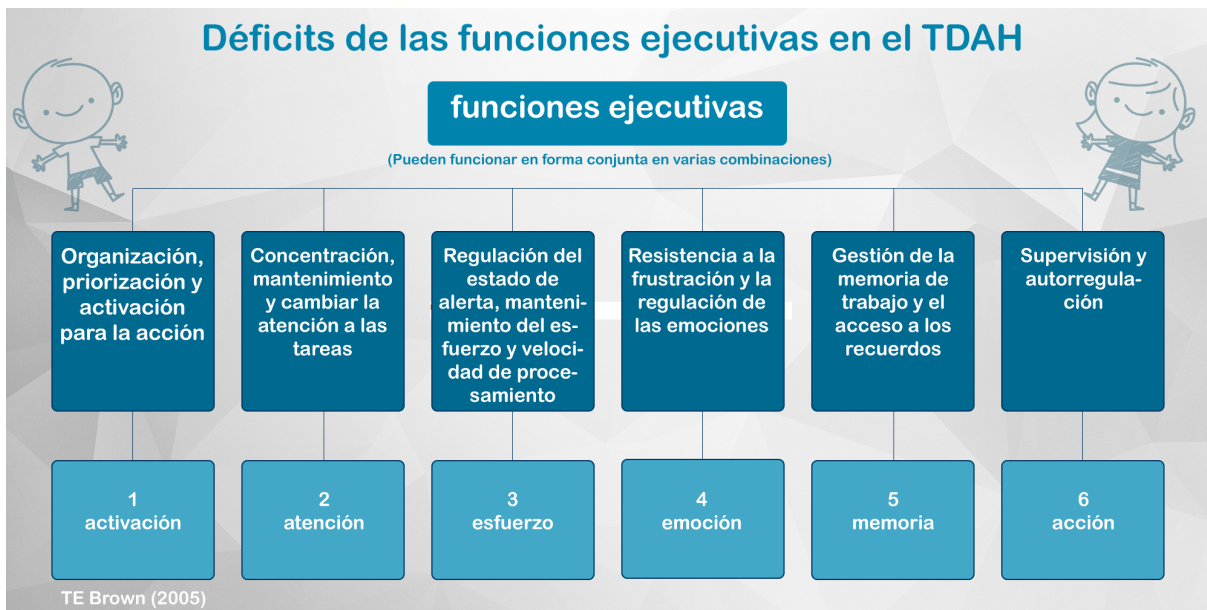 Déficits de las funciones ejecutivas en el TDAH
funciones ejecutivas
(Pueden funcionar en forma conjunta en varias combinaciones)
Organización,
priorización y
activación
para la acción
Concentración,
mantenimiento
y cambiar la
atención a las
tareas
Regulación del
estado de
alerta, manteni-
miento del es-
fuerzo y veloci-
dad de proce-
samiento
Resistencia a la
frustración y la
regulación de
las emociones
Gestión de la
memoria de
trabajo y el
acceso a los
recuerdos
Supervisión y
autorregula-
ción
1
activación
2
atención
3
esfuerzo
4
emoción
5
memoria
6
acción
TE Brown (2005)